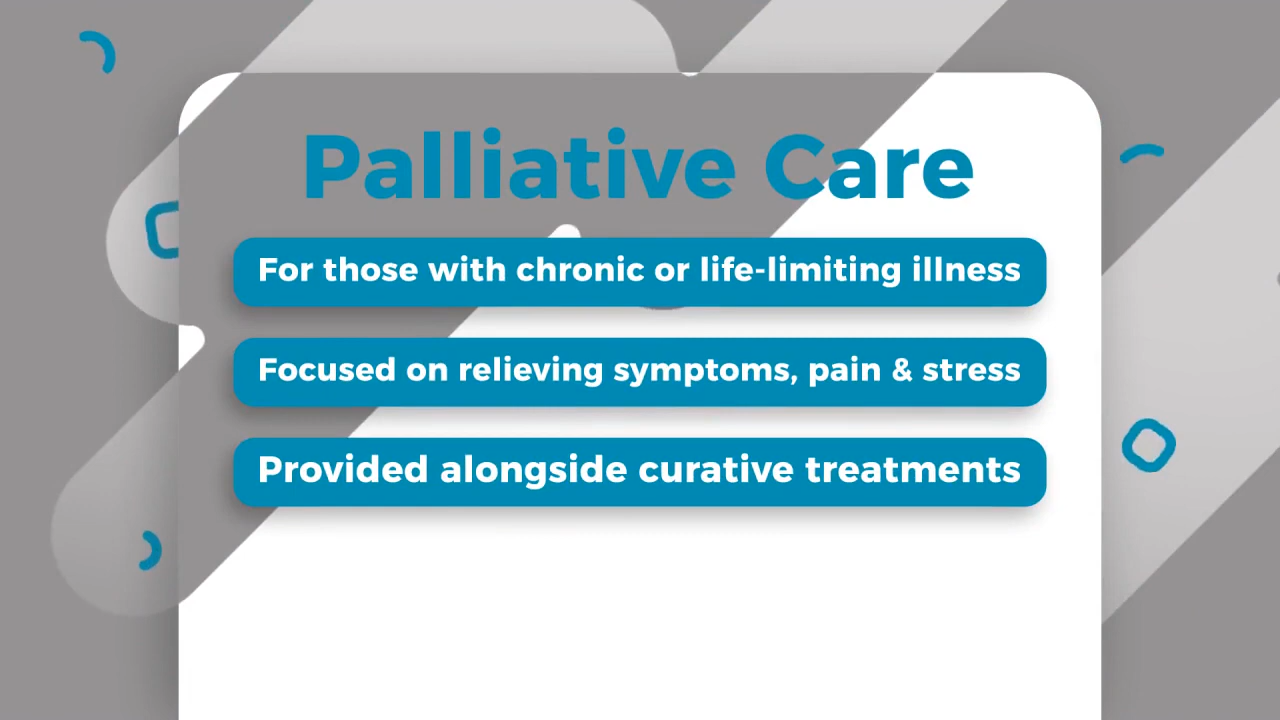 Palliative Care
For those with chronic or life-limiting illness
Focused on relieving symptoms, pain & stress
Provided alongside curative treatments